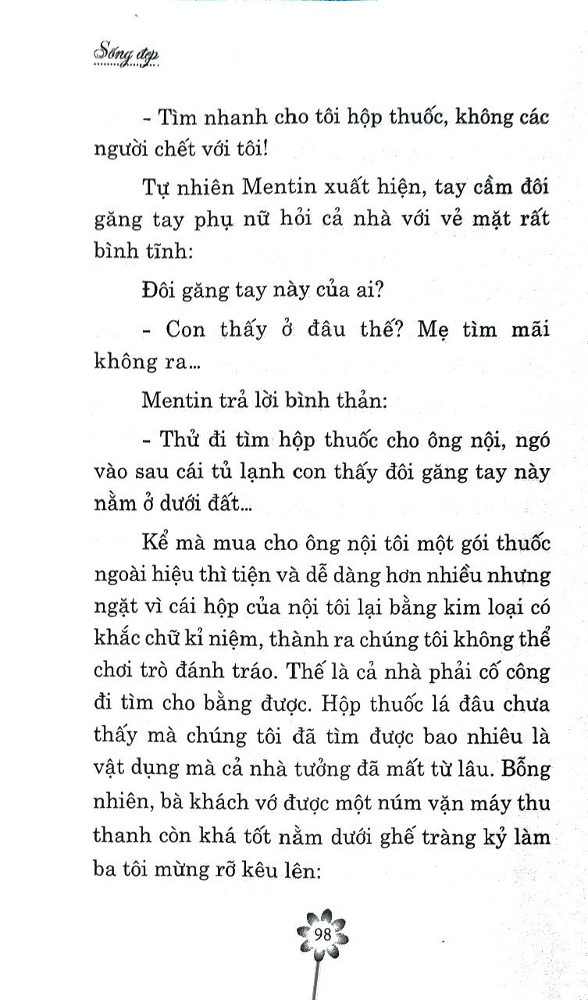 Sống đẹp
- Tìm nhanh cho tôi hộp thuốc, không các
người chết với tôi!
Tự nhiên Mentin xuất hiện, tay cầm đôi
găng tay phụ nữ hỏi cả nhà với vẻ mặt rất
bình tĩnh:
Đôi găng tay này của ai?
- Con thấy ở đâu thế? Mẹ tìm mãi
không ra...
Mentin trả lời bình thản:
- Thử đi tìm hộp thuốc cho ông nội, ngó
vào sau cái tủ lạnh con thấy đôi găng tay này
nằm ở dưới đất...
Kể mà mua cho ông nội tôi một gói thuốc
ngoài hiệu thì tiện và dễ dàng hơn nhiều nhưng
ngặt vì cái hộp của nội tôi lại bằng kim loại có
khắc chữ kỉ niệm, thành ra chúng tôi không thể
chơi trò đánh tráo. Thế là cả nhà phải cố công
đi tìm cho bằng được. Hộp thuốc lá đâu chưa
thấy mà chúng tôi đã tìm được bao nhiêu là
vật dụng mà cả nhà tưởng đã mất từ lâu. Bỗng
nhiên, bà khách vớ được một núm vặn máy thu
thanh còn khá tốt nằm dưới ghế tràng kỷ làm
ba tôi mừng rỡ kêu lên:
98